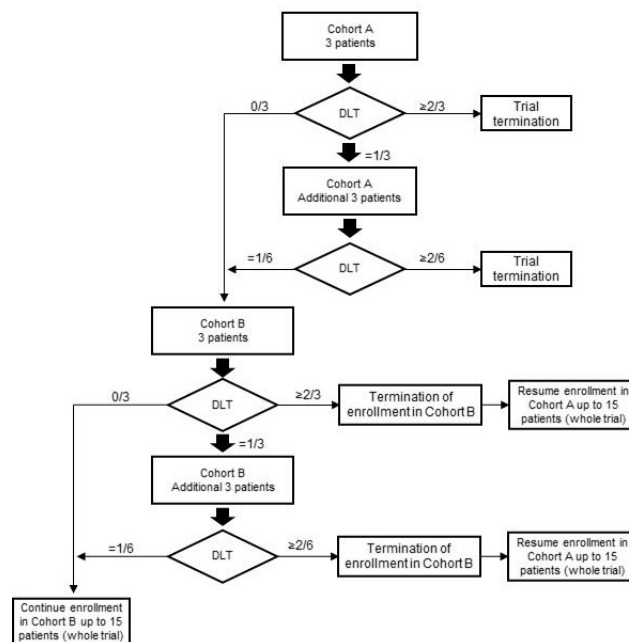 Cohort A
3 patients
0/3
DLT
≥2/3
Trial
termination
=1/3
Cohort A
Additional 3 patients
=1/6
DLT
≥2/6
Trial
termination
Cohort B
3 patients
0/3
DLT
≥2/3
Termination of
enrollment in Cohort B
Resume enrollment in
Cohort A up to 15
patients (whole trial)
=1/3
Cohort B
Additional 3 patients
=1/6
DLT
≥2/6
Termination of
enrollment in Cohort B
Resume enrollment in
Cohort A up to 15
patients (whole trial)
Continue enrollment
in Cohort B up to 15
patients (whole trial)